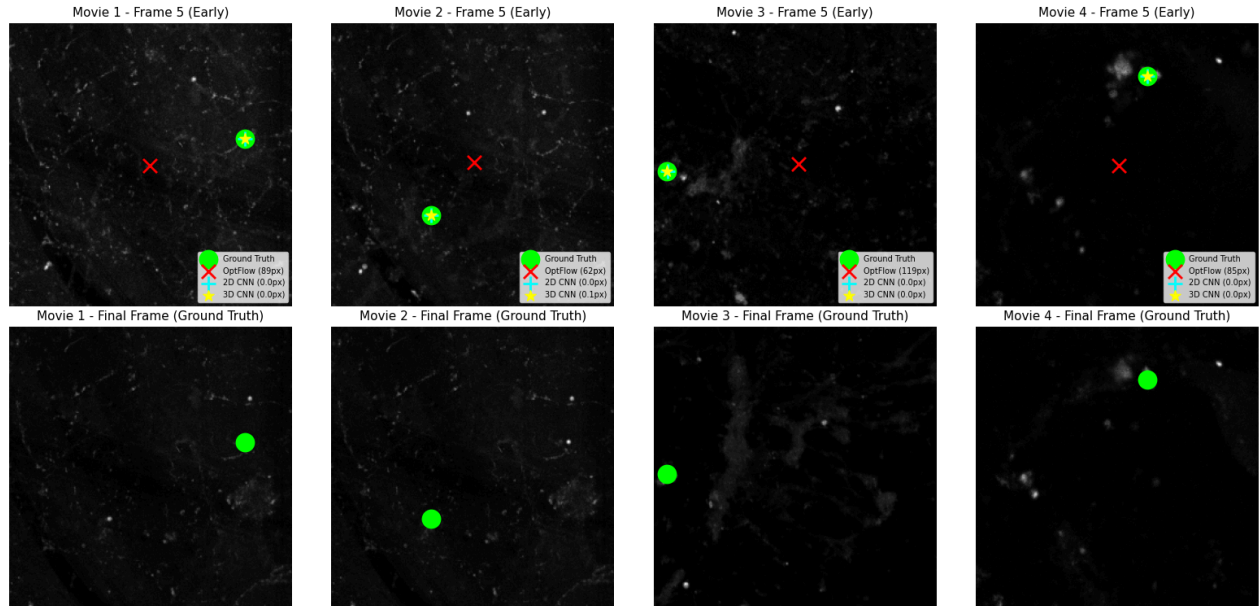 Movie 1 - Frame 5 (Early)
Movie 2 - Frame 5 (Early)
Movie 3 - Frame 5 (Early)
Movie 4 - Frame 5 (Early)
Ground Truth
OptFlow (89px)
2D CNN (0.0px)
3D CNN (0.0px)
Ground Truth
OptFlow (62px)
2D CNN (0.0px)
3D CNN (0.1px)
Ground Truth
OptFlow (119px)
2D CNN (0.0px)
3D CNN (0.0px)
Ground Truth
OptFlow (85px)
2D CNN (0.0px)
3D CNN (0.0px)
Movie 1 - Final Frame (Ground Truth)
Movie 2 - Final Frame (Ground Truth)
Movie 3 - Final Frame (Ground Truth)
Movie 4 - Final Frame (Ground Truth)